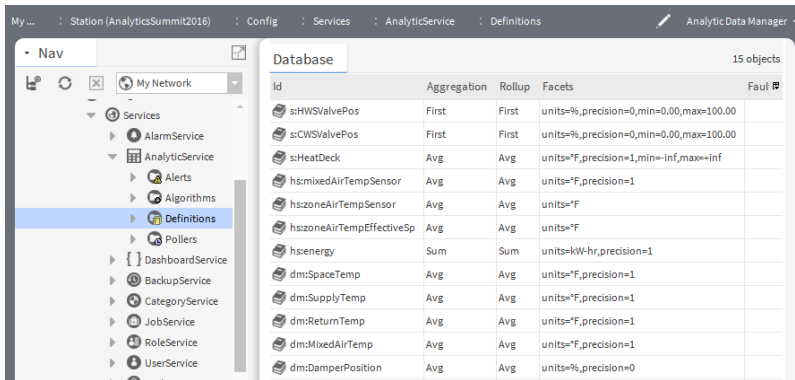 My ... : Station (AnalyticsSummit2016) : Config : Services : AnalyticService : Definitions Analytic Data Manager
Nav
My Network
Services
AlarmService
AnalyticService
Alerts
Algorithms
Definitions
Pollers
DashboardService
BackupService
CategoryService
JobService
RoleService
UserService
Database 15 objects
Id Aggregation Rollup Facets Faul
s:HWSValvePos First First units=%,precision=0,min=0.00,max=100.00
s:CWSValvePos First First units=%,precision=0,min=0.00,max=100.00
s:HeatDeck Avg Avg units=°F,precision=1,min=-inf,max=+inf
hs:mixedAirTempSensor Avg Avg units=°F,precision=1
hs:zoneAirTempSensor Avg Avg units=°F
hs:zoneAirTempEffectiveSp Avg Avg units=°F
hs:energy Sum Sum units=kW-hr,precision=1
dm:SpaceTemp Avg Avg units=°F,precision=1
dm:SupplyTemp Avg Avg units=°F,precision=1
dm:ReturnTemp Avg Avg units=°F,precision=1
dm:MixedAirTemp Avg Avg units=°F,precision=1
dm:DamperPosition Avg Avg units=%,precision=0